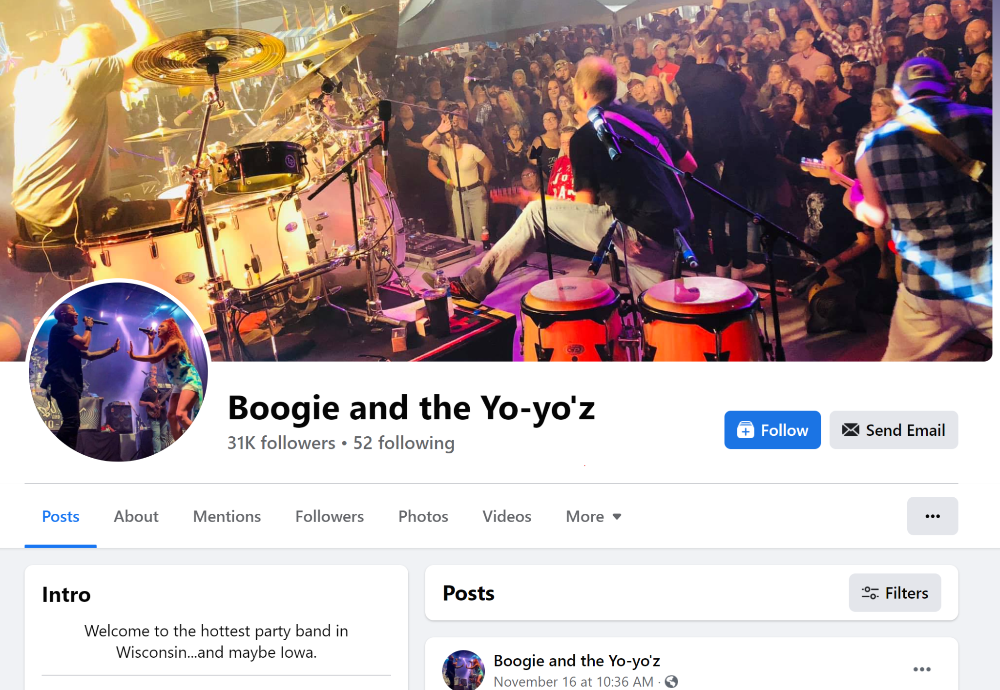 Boogie and the Yo-yo'z
31K followers • 52 following
Follow
Send Email
Posts
About
Mentions
Followers
Photos
Videos
More
Intro
Welcome to the hottest party band in
Wisconsin...and maybe Iowa.
Posts
Filters
Boogie and the Yo-yo'z
November 16 at 10:36 AM ·